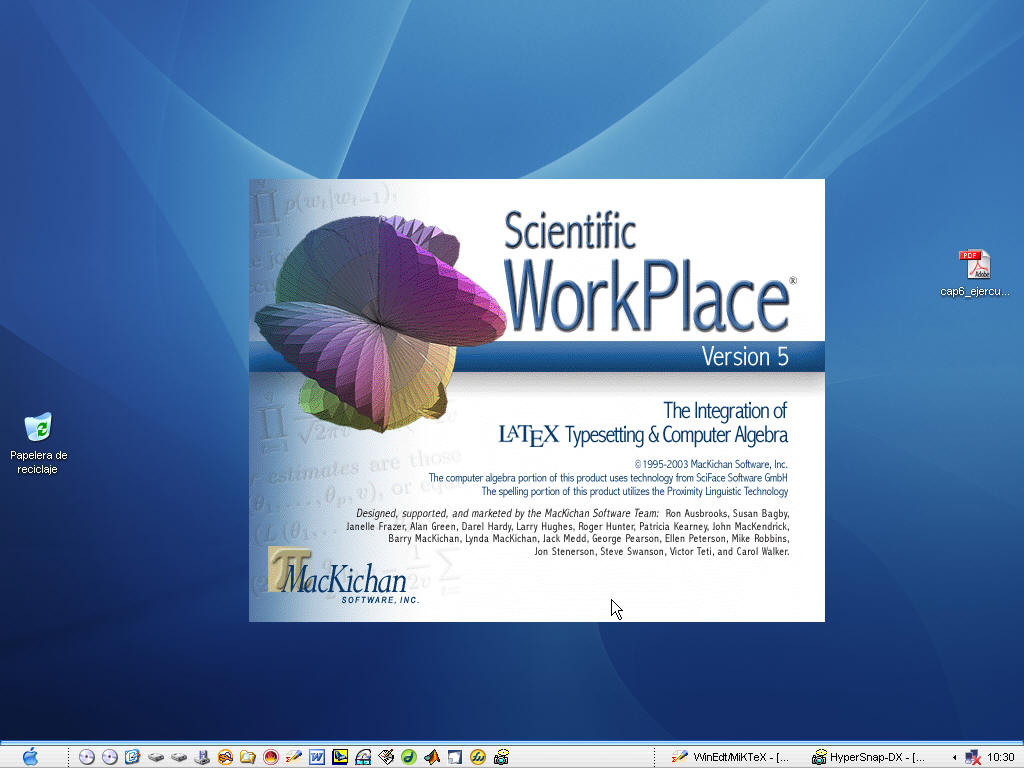 Scientific
WorkPlace®
Version 5
The Integration of
LATEX Typesetting & Computer Algebra
©1995-2003 MacKichan Software, Inc.
The computer algebra portion of this product uses technology from SciFace Software GmbH
The spelling portion of this product utilizes the Proximity Linguistic Technology
Designed, supported, and marketed by the MacKichan Software Team: Ron Ausbrooks, Susan Bagby,
Janelle Frazer, Alan Green, Darel Hardy, Larry Hughes, Roger Hunter, Patricia Kearney, John MacKendrick,
Barry MacKichan, Lynda MacKichan, Jack Medd, George Pearson, Ellen Peterson, Mike Robbins,
Jon Stenerson, Steve Swanson, Victor Teti, and Carol Walker.
MacKichan
SOFTWARE, INC.
estimates are those
PDF
Adobe
cap6_ejercu...
Papelera de
reciclaje
WinEdt/MiKTeX - [...
HyperSnap-DX - [...
10:30